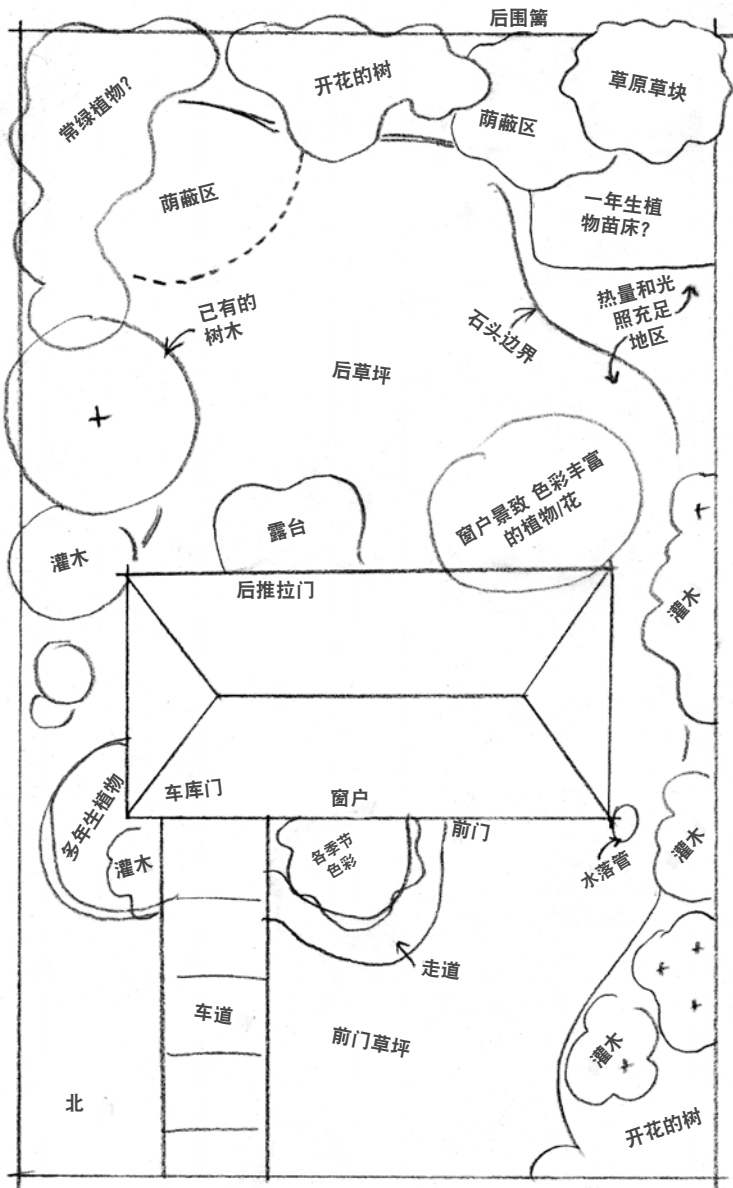 后围篱
常绿植物?
开花的树
草原草块
荫蔽区
荫蔽区
一年生植
物苗床?
已有的
树木
石头边界
热量和光
照充足
地区
后草坪
窗户景致 色彩丰富
的植物/花
露台
灌木
后推拉门
灌木
车库门
窗户
前门
多年生植物
灌木
各季节
色彩
水落管
灌木
走道
车道
前门草坪
灌木
北
开花的树